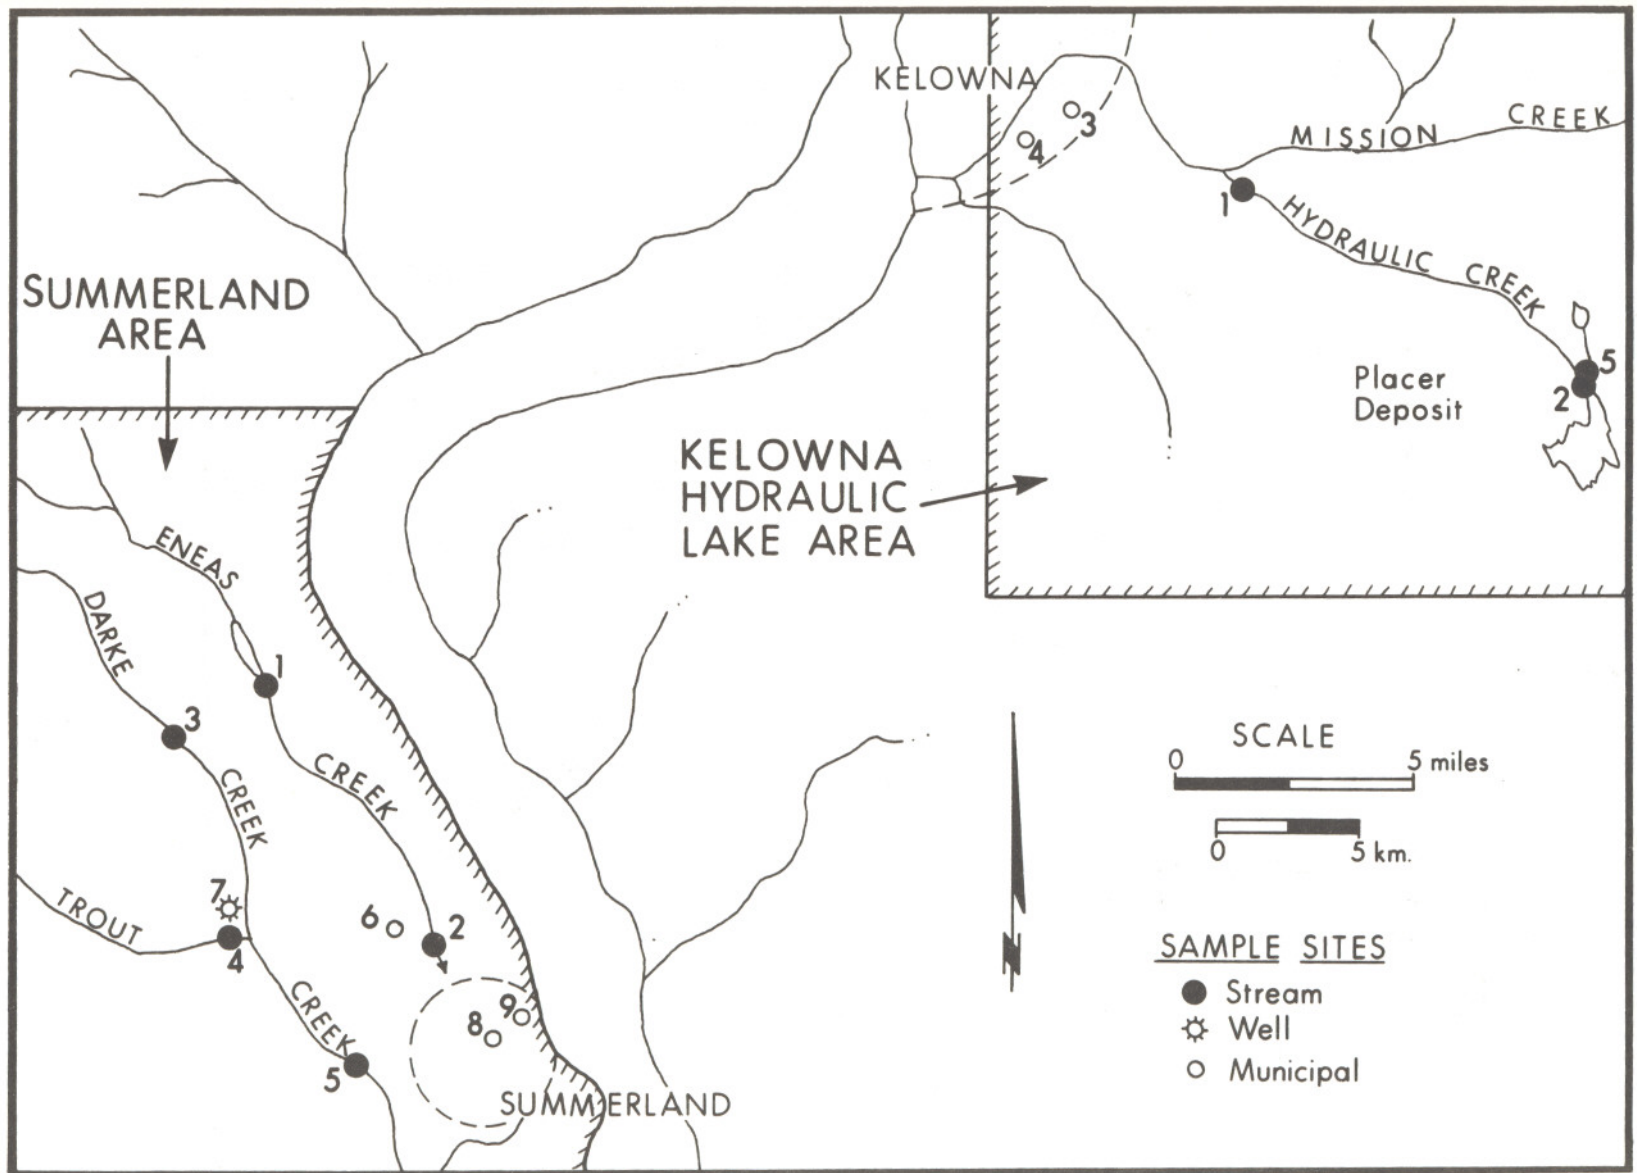 KELOWNA
3
4
MISSION CREEK
1
HYDRAULIC CREEK
SUMMERLAND
AREA
5
2
Placer
Deposit
KELOWNA
HYDRAULIC
LAKE AREA
ENEAS
CREEK
DARKE
CREEK
1
3
SCALE
0 5 miles
0 5 km.
7
TROUT
CREEK
4
6
2
9
8
5
SUMMERLAND
N
SAMPLE SITES
Stream
Well
Municipal